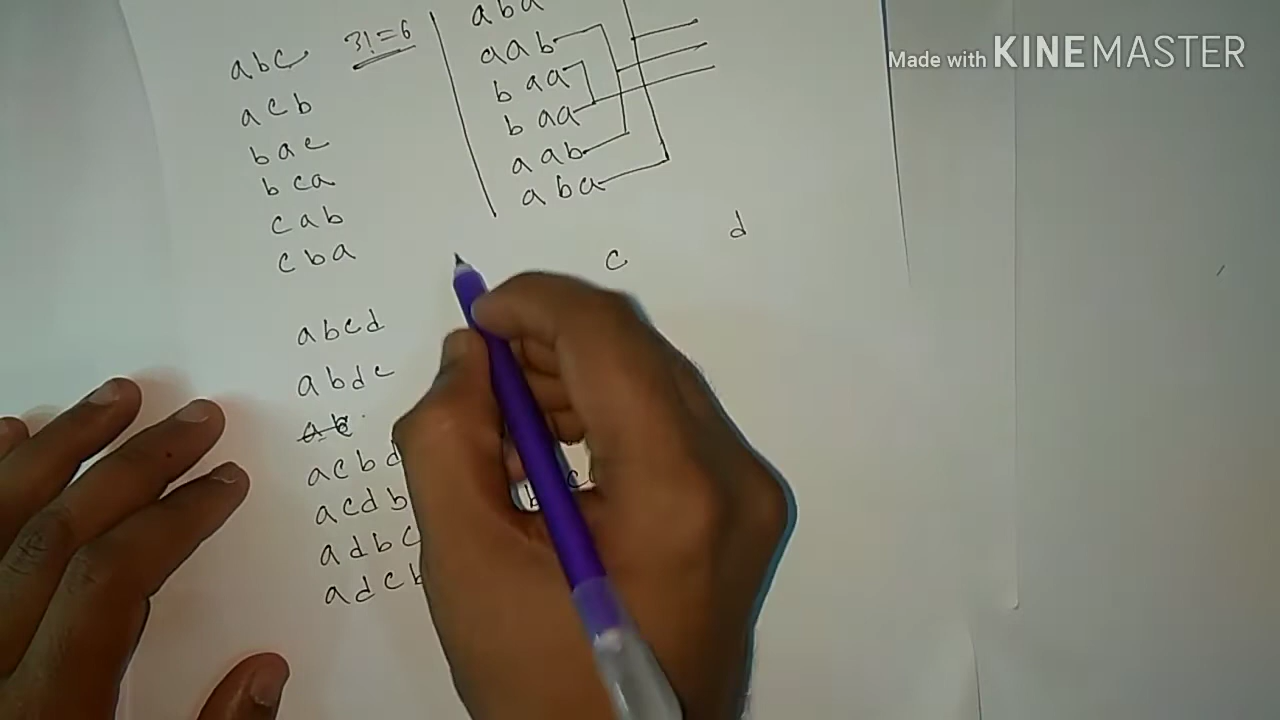 Made with KINEMASTER
abc 3!=6
acb
bac
bca
cab
cba
aba
aab
baa
baa
aab
aba
c d
abcd
abdc
acbd
acdb
adbc
adcb